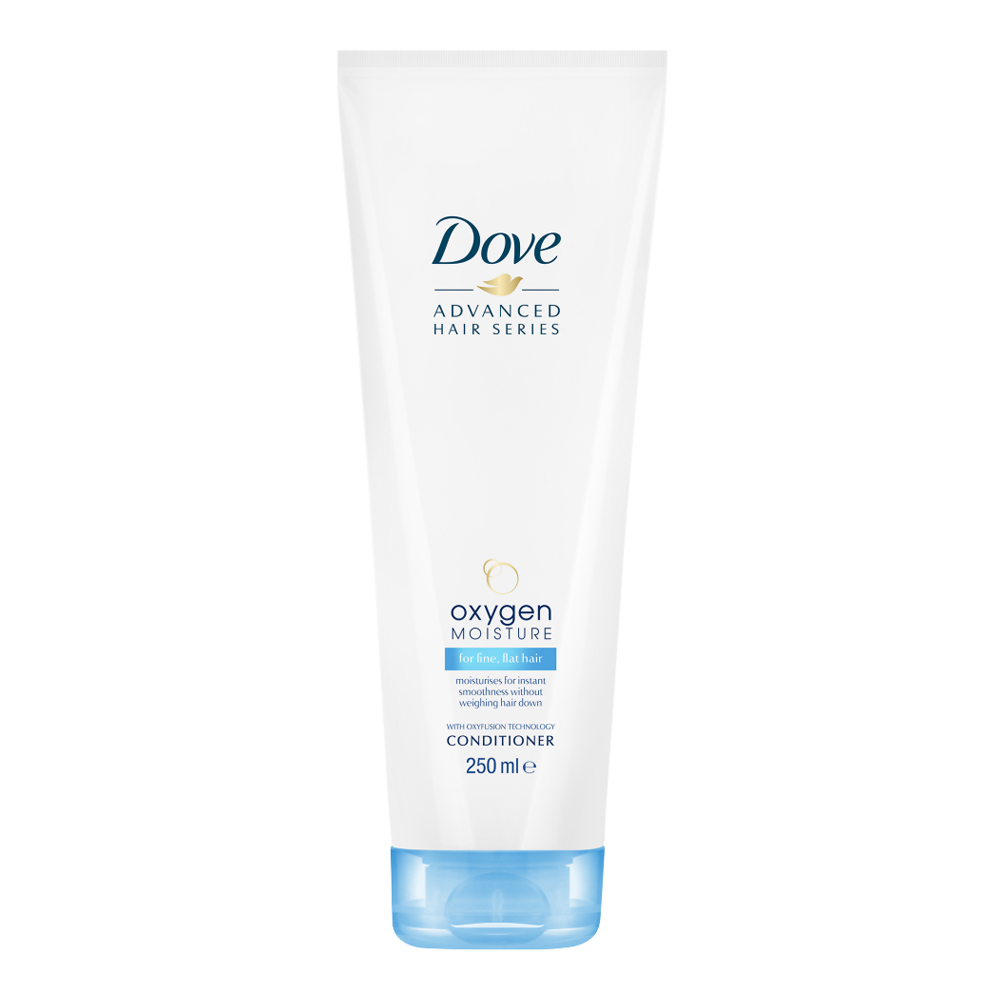 Dove
ADVANCED
HAIR SERIES
oxygen
MOISTURE
for fine, flat hair
moisturises for instant
smoothness without
weighing hair down
WITH OXYFUSION TECHNOLOGY
CONDITIONER
250 ml ℮